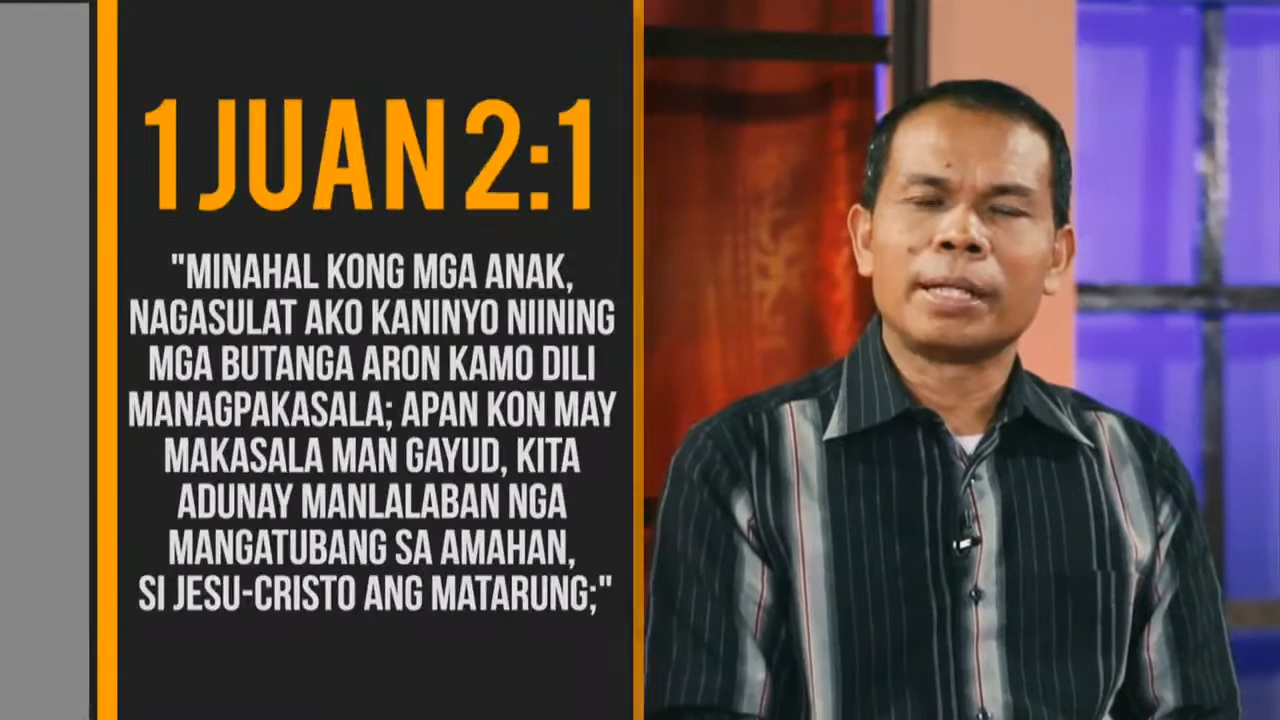 1 JUAN 2:1
"MINAHAL KONG MGA ANAK,
NAGASULAT AKO KANINYO NIINING
MGA BUTANGA ARON KAMO DILI
MANAGPAKASALA; APAN KON MAY
MAKASALA MAN GAYUD, KITA
ADUNAY MANLALABAN NGA
MANGATUBANG SA AMAHAN,
SI JESU-CRISTO ANG MATARUNG;"